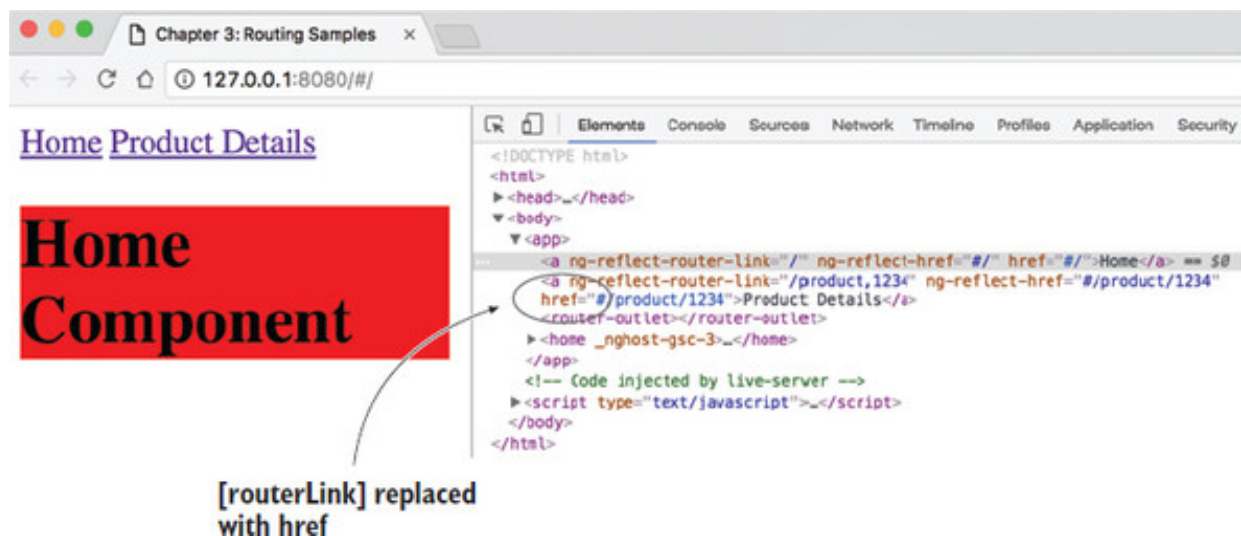 Chapter 3: Routing Samples ×
127.0.0.1:8080/#/
Home Product Details
Home
Component
Elements Console Sources Network Timeline Profiles Application Security
<!DOCTYPE html>
<html>
▶<head>…</head>
▼<body>
▼<app>
<a ng-reflect-router-link="/" ng-reflect-href="#/" href="#/">Home</a> == $0
<a ng-reflect-router-link="/product,1234" ng-reflect-href="#/product/1234"
href="#/product/1234">Product Details</a>
<router-outlet></router-outlet>
▶<home _nghost-gsc-3>…</home>
</app>
<!-- Code injected by live-server -->
▶<script type="text/javascript">…</script>
</body>
</html>
[routerLink] replaced
with href